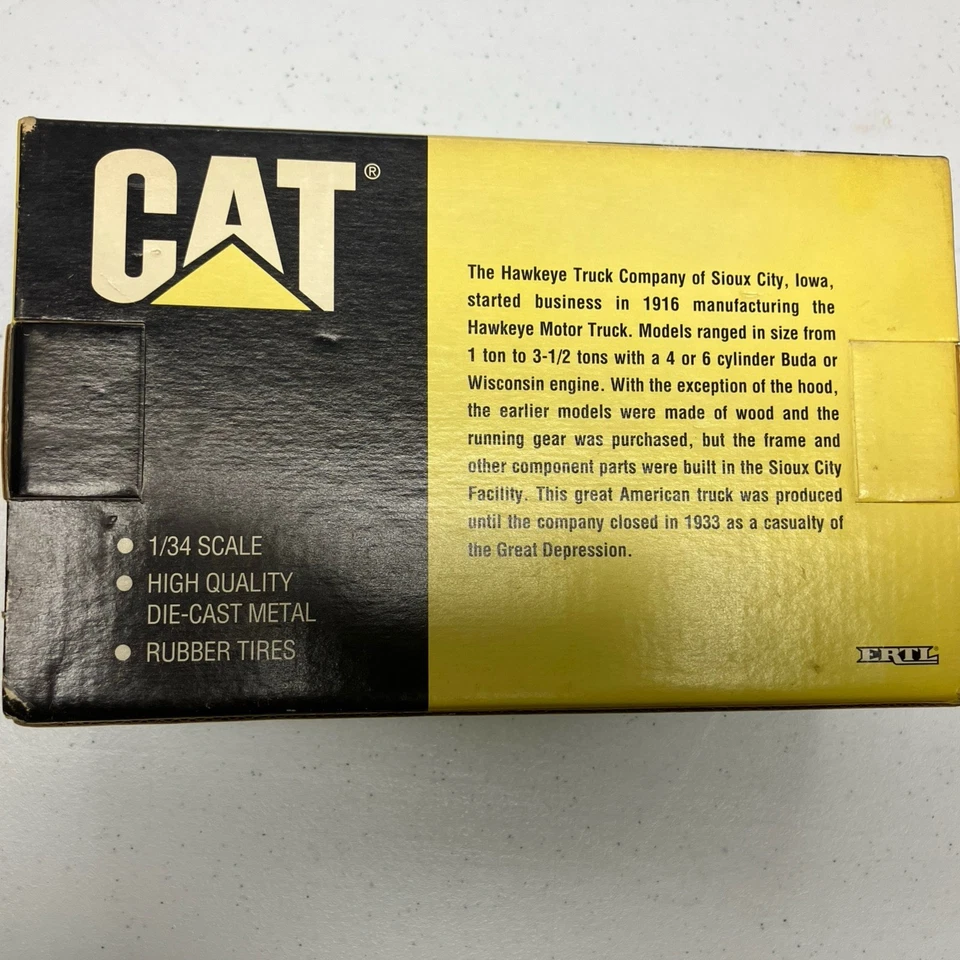 CAT®
The Hawkeye Truck Company of Sioux City, Iowa,
started business in 1916 manufacturing the
Hawkeye Motor Truck. Models ranged in size from
1 ton to 3-1/2 tons with a 4 or 6 cylinder Buda or
Wisconsin engine. With the exception of the hood,
the earlier models were made of wood and the
running gear was purchased, but the frame and
other component parts were built in the Sioux City
Facility. This great American truck was produced
until the company closed in 1933 as a casualty of
the Great Depression.
• 1/34 SCALE
• HIGH QUALITY
DIE-CAST METAL
• RUBBER TIRES
ERTL